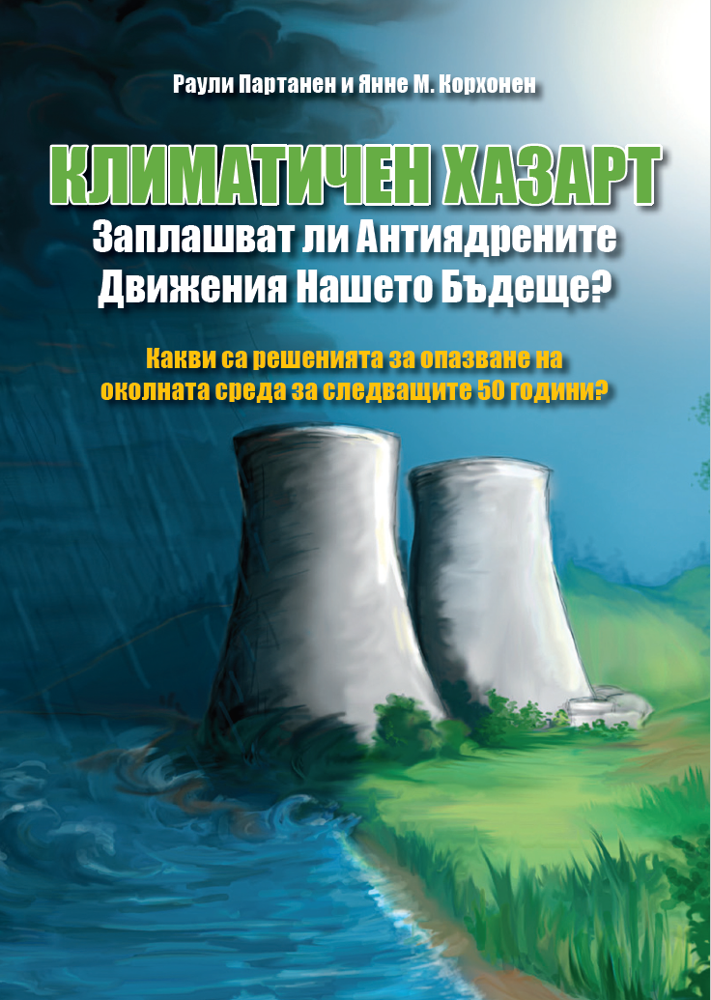 Раули Партанен и Янне М. Корхонен
КЛИМАТИЧЕН ХАЗАРТ
Заплашват ли Антиядрените
Движения Нашето Бъдеще?
Какви са решенията за опазване на
околната среда за следващите 50 години?